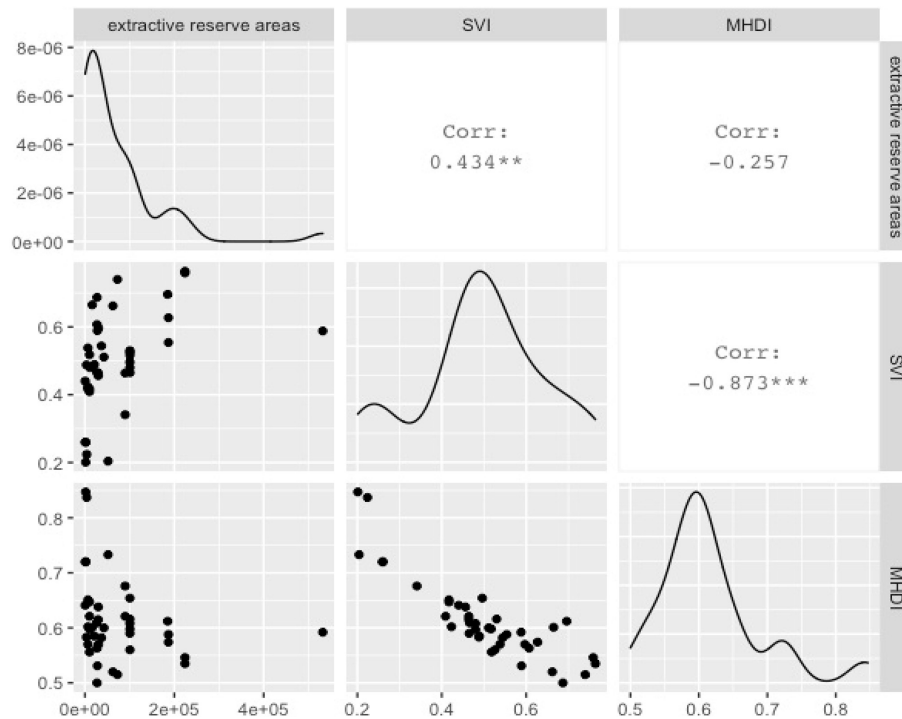 extractive reserve areas
SVI
MHDI
8e-06
6e-06
4e-06
2e-06
0e+00
Corr:
0.434**
Corr:
-0.257
extractive reserve areas
0.6
0.4
0.2
Corr:
-0.873***
SVI
0.8
0.7
0.6
0.5
MHDI
0e+00 2e+05 4e+05
0.2 0.4 0.6
0.5 0.6 0.7 0.8